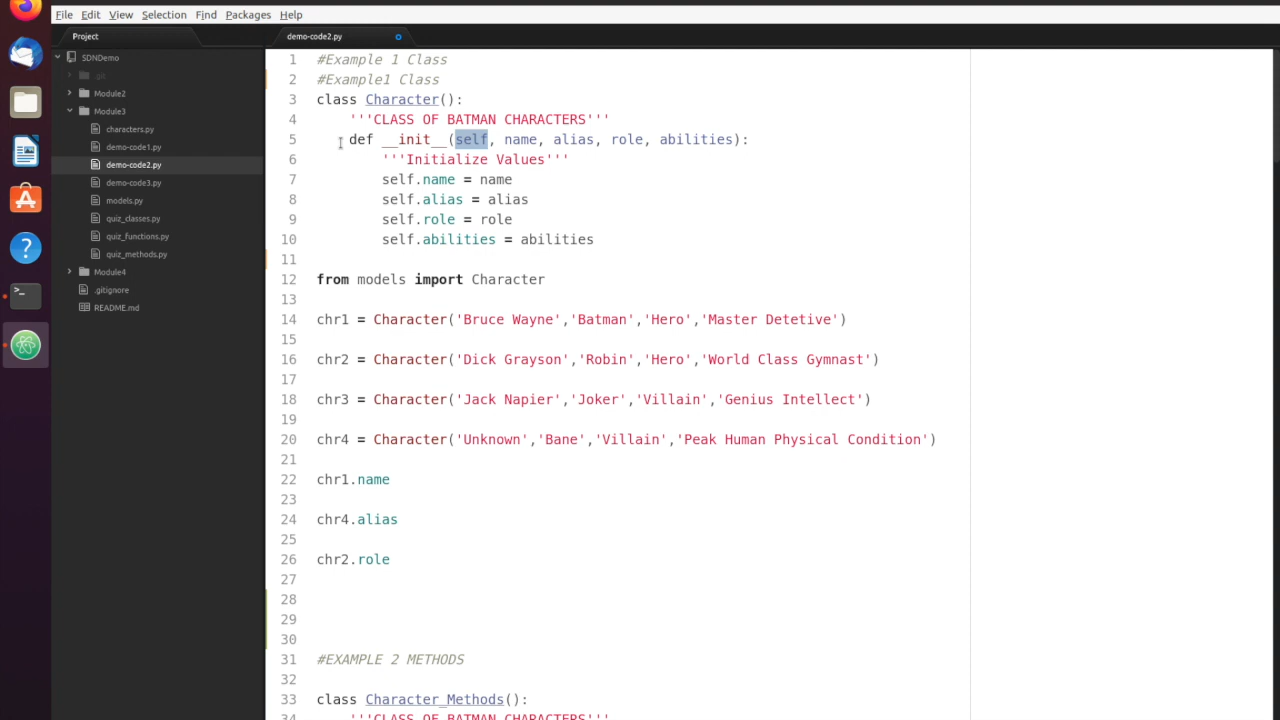 File Edit View Selection Find Packages Help
Project
demo-code2.py
SDNDemo
.git
Module2
Module3
characters.py
demo-code1.py
demo-code2.py
demo-code3.py
models.py
quiz_classes.py
quiz_functions.py
quiz_methods.py
Module4
.gitignore
README.md
1 #Example 1 Class
2 #Example1 Class
3 class Character():
4 '''CLASS OF BATMAN CHARACTERS'''
5 def __init__(self, name, alias, role, abilities):
6 '''Initialize Values'''
7 self.name = name
8 self.alias = alias
9 self.role = role
10 self.abilities = abilities
11
12 from models import Character
13
14 chr1 = Character('Bruce Wayne','Batman','Hero','Master Detetive')
15
16 chr2 = Character('Dick Grayson','Robin','Hero','World Class Gymnast')
17
18 chr3 = Character('Jack Napier','Joker','Villain','Genius Intellect')
19
20 chr4 = Character('Unknown','Bane','Villain','Peak Human Physical Condition')
21
22 chr1.name
23
24 chr4.alias
25
26 chr2.role
27
28
29
30
31 #EXAMPLE 2 METHODS
32
33 class Character_Methods():
34 '''CLASS OF BATMAN CHARACTERS'''